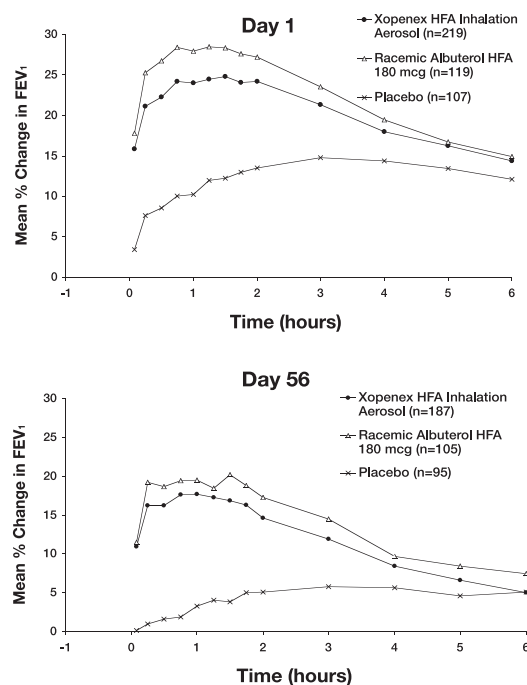 Day 1
Xopenex HFA Inhalation
Aerosol (n=219)
Racemic Albuterol HFA
180 mcg (n=119)
Placebo (n=107)
Mean % Change in FEV₁
30
25
20
15
10
5
0
-1 0 1 2 3 4 5 6
Time (hours)
Day 56
Xopenex HFA Inhalation
Aerosol (n=187)
Racemic Albuterol HFA
180 mcg (n=105)
Placebo (n=95)
Mean % Change in FEV₁
30
25
20
15
10
5
0
-1 0 1 2 3 4 5 6
Time (hours)